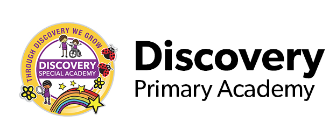 THROUGH DISCOVERY WE GROW
DISCOVERY
SPECIAL ACADEMY
Discovery
Primary Academy